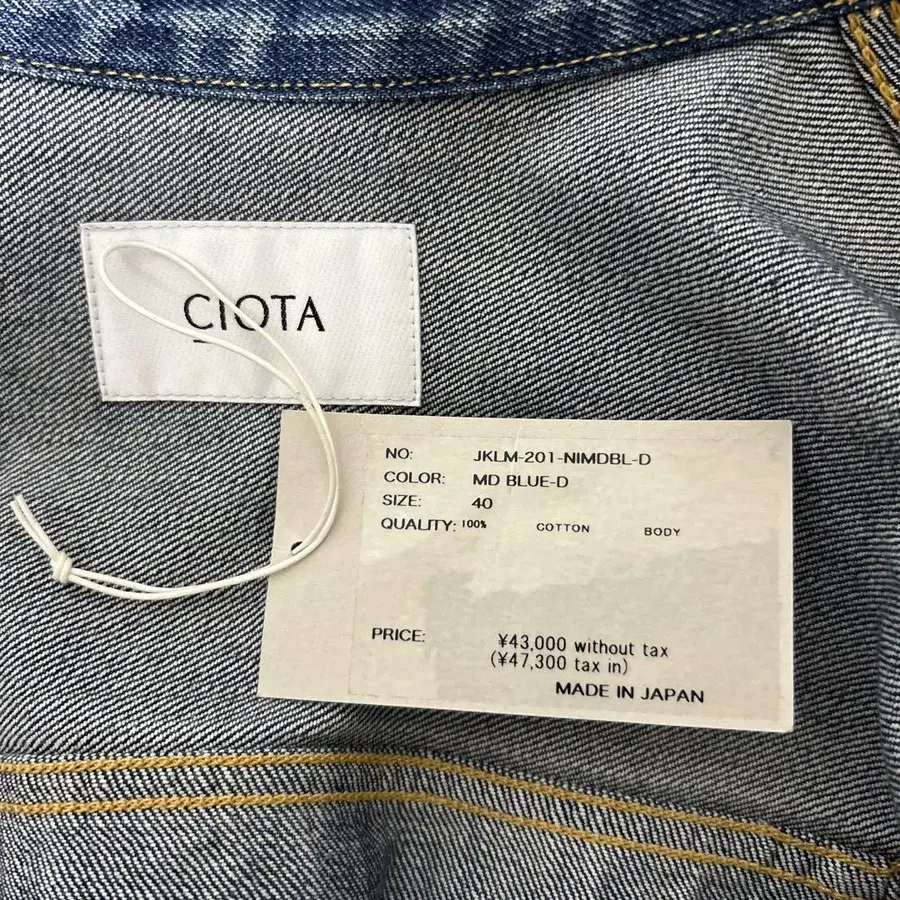 CIOTA
NO: JKLM-201-NIMDBL-D
COLOR: MD BLUE-D
SIZE: 40
QUALITY: 100% COTTON BODY
PRICE: ¥43,000 without tax
(¥47,300 tax in)
MADE IN JAPAN